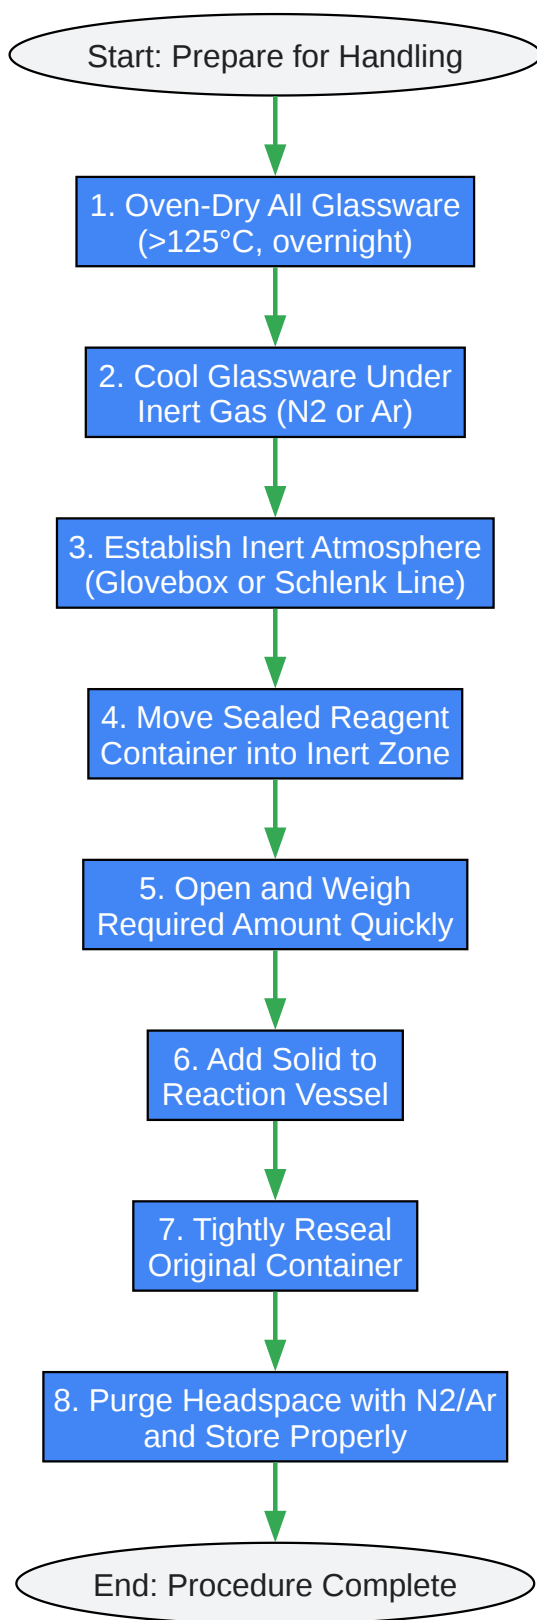 Start: Prepare for Handling
1. Oven-Dry All Glassware
(>125°C, overnight)
2. Cool Glassware Under
Inert Gas (N2 or Ar)
3. Establish Inert Atmosphere
(Glovebox or Schlenk Line)
4. Move Sealed Reagent
Container into Inert Zone
5. Open and Weigh
Required Amount Quickly
6. Add Solid to
Reaction Vessel
7. Tightly Reseal
Original Container
8. Purge Headspace with N2/Ar
and Store Properly
End: Procedure Complete